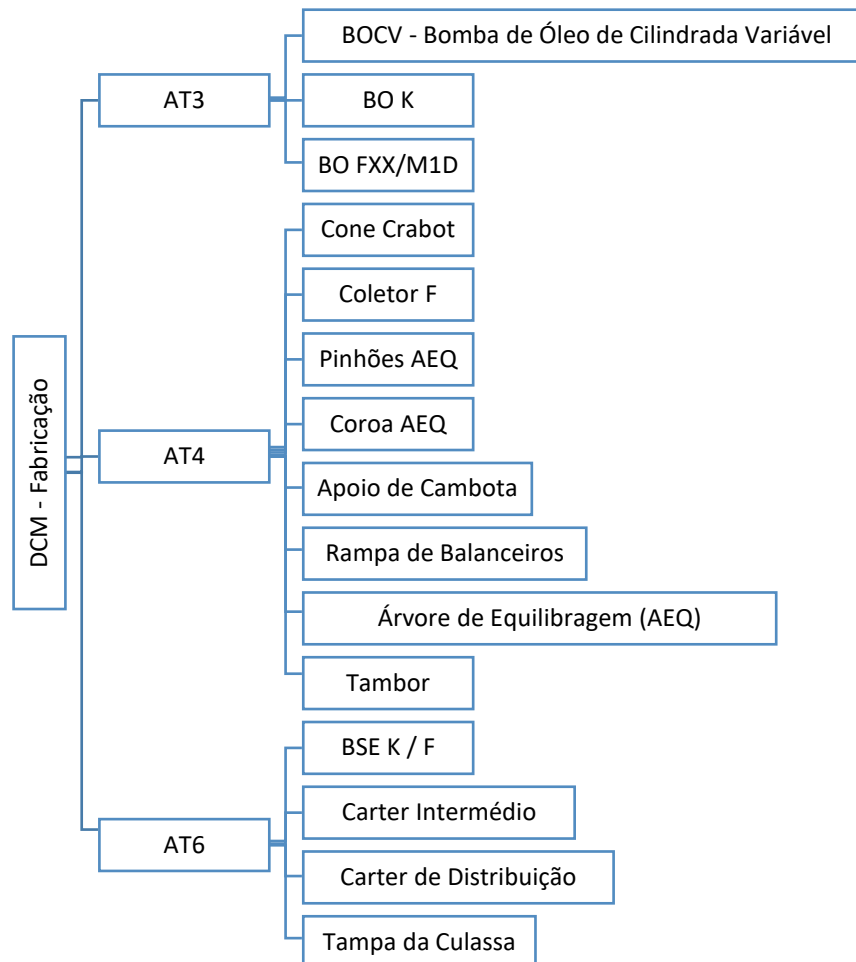 DCM - Fabricação
AT3
BOCV - Bomba de Óleo de Cilindrada Variável
BO K
BO FXX/M1D
AT4
Cone Crabot
Coletor F
Pinhões AEQ
Coroa AEQ
Apoio de Cambota
Rampa de Balanceiros
Árvore de Equilibragem (AEQ)
Tambor
AT6
BSE K / F
Carter Intermédio
Carter de Distribuição
Tampa da Culassa